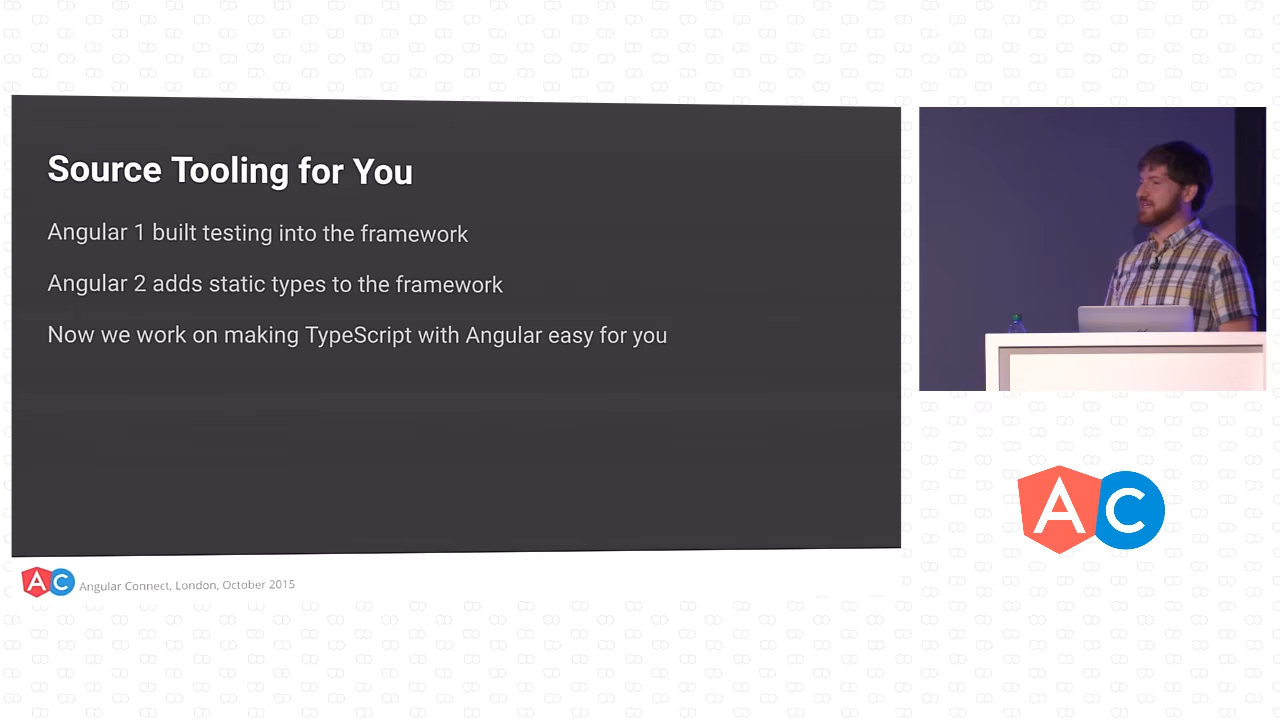 Source Tooling for You
Angular 1 built testing into the framework
Angular 2 adds static types to the framework
Now we work on making TypeScript with Angular easy for you
AC Angular Connect, London, October 2015
AC